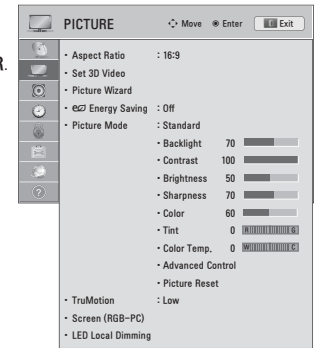 PICTURE Move Enter Exit
R.
• Aspect Ratio : 16:9
• Set 3D Video
• Picture Wizard
• Energy Saving : Off
• Picture Mode : Standard
• Backlight 70
• Contrast 100
• Brightness 50
• Sharpness 70
• Color 60
• Tint 0 R G
• Color Temp. 0 W C
• Advanced Control
• Picture Reset
• TruMotion : Low
• Screen (RGB-PC)
• LED Local Dimming